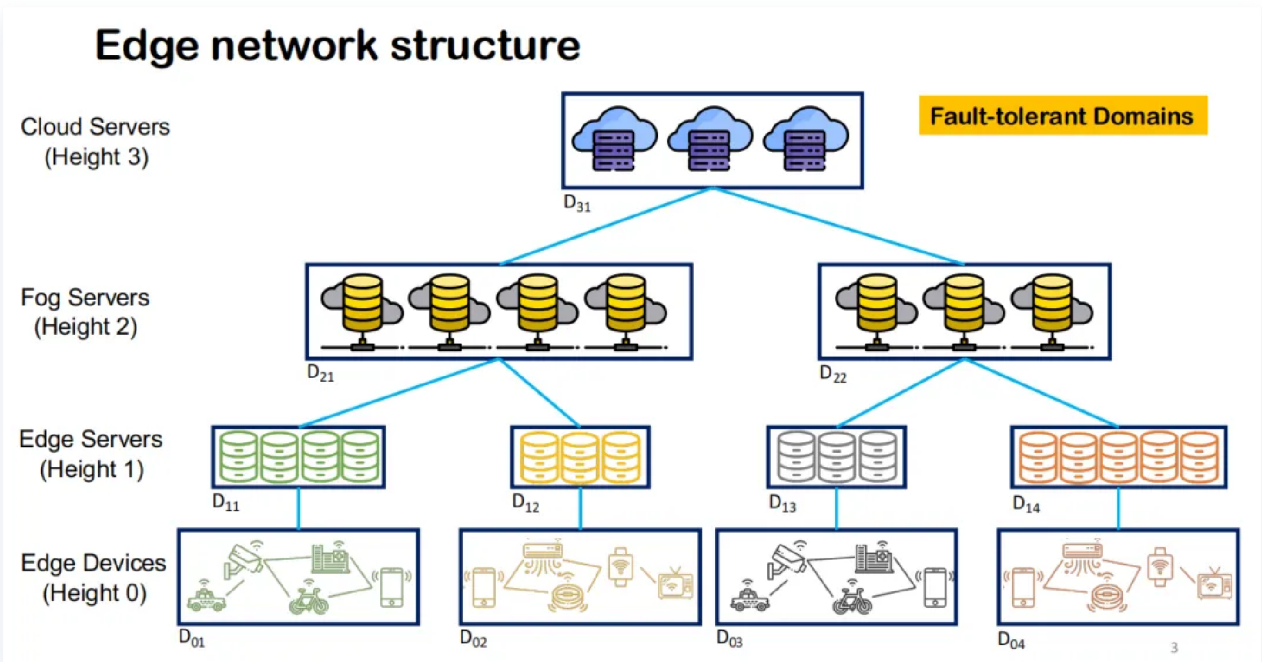 Edge network structure
Fault-tolerant Domains
Cloud Servers
(Height 3)
D31
Fog Servers
(Height 2)
D21
D22
Edge Servers
(Height 1)
D11
D12
D13
D14
Edge Devices
(Height 0)
D01
D02
D03
D04
3